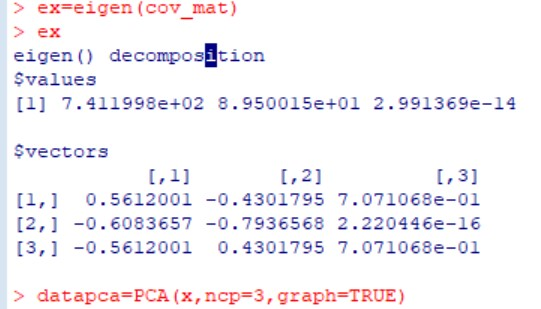 > ex=eigen(cov_mat)
> ex
eigen() decomposition
$values
[1] 7.411998e+02 8.950015e+01 2.991369e-14
$vectors
[,1] [,2] [,3]
[1,] 0.5612001 -0.4301795 7.071068e-01
[2,] -0.6083657 -0.7936568 2.220446e-16
[3,] -0.5612001 0.4301795 7.071068e-01
> datapca=PCA(x,ncp=3,graph=TRUE)